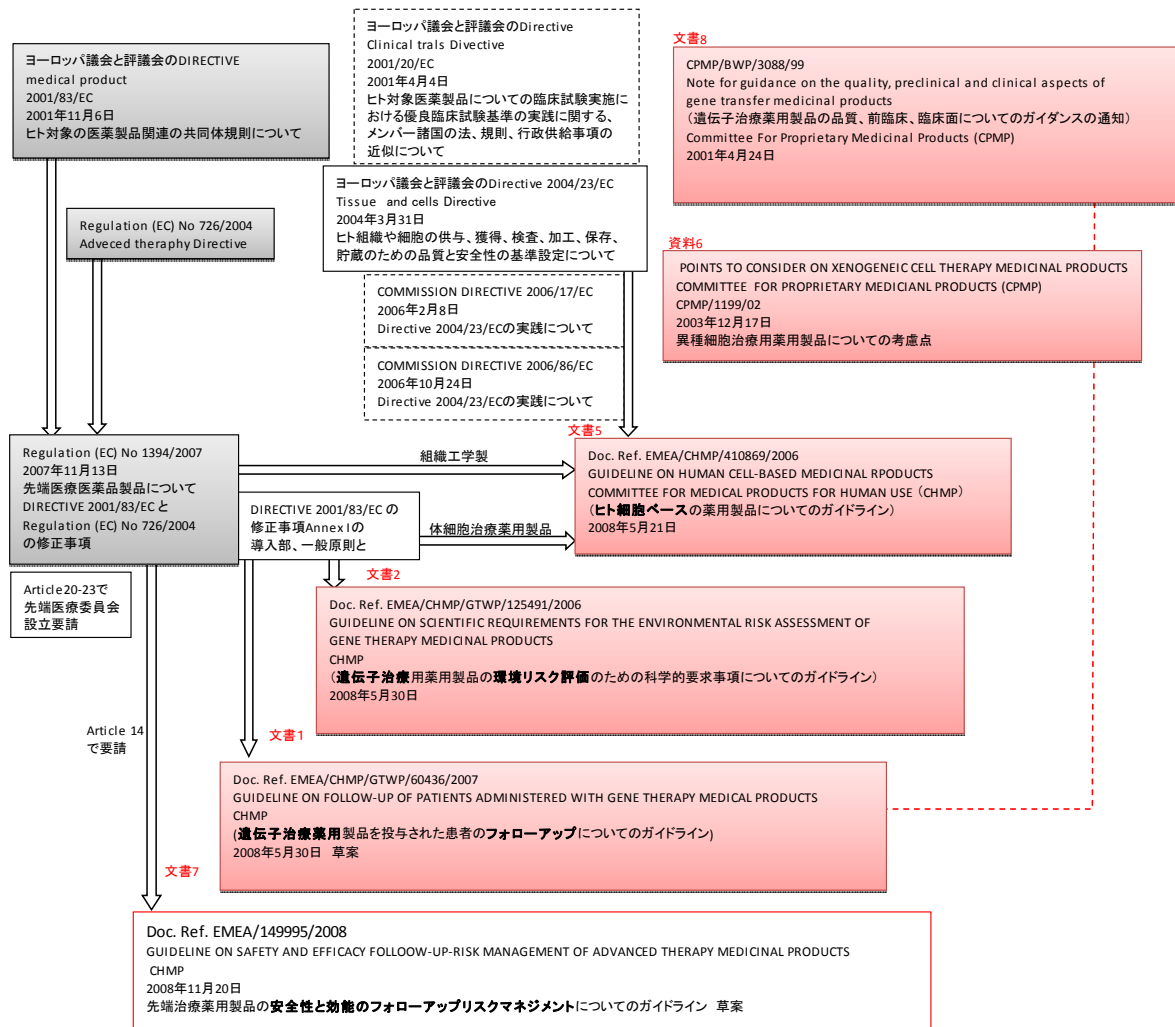 ヨーロッパ議会と評議会のDIRECTIVE
medical product
2001/83/EC
2001年11月6日
ヒト対象の医薬製品関連の共同体規則について
ヨーロッパ議会と評議会のDirective
Clinical trals Divective
2001/20/EC
2001年4月4日
ヒト対象医薬製品についての臨床試験実施に
おける優良臨床試験基準の実践に関する、
メンバー諸国の法、規則、行政供給事項の
近似について
文書8
CPMP/BWP/3088/99
Note for guidance on the quality, preclinical and clinical aspects of
gene transfer medicinal products
(遺伝子治療薬用製品の品質、前臨床、臨床面についてのガイダンスの通知)
Committee For Proprietary Medicinal Products (CPMP)
2001年4月24日
Regulation (EC) No 726/2004
Adveced theraphy Directive
ヨーロッパ議会と評議会のDirective 2004/23/EC
Tissue and cells Directive
2004年3月31日
ヒト組織や細胞の供与、獲得、検査、加工、保存、
貯蔵のための品質と安全性の基準設定について
資料6
POINTS TO CONSIDER ON XENOGENEIC CELL THERAPY MEDICINAL PRODUCTS
COMMITTEE FOR PROPRIETARY MEDICIANL PRODUCTS (CPMP)
CPMP/1199/02
2003年12月17日
異種細胞治療用薬用製品についての考慮点
COMMISSION DIRECTIVE 2006/17/EC
2006年2月8日
Directive 2004/23/ECの実践について
COMMISSION DIRECTIVE 2006/86/EC
2006年10月24日
Directive 2004/23/ECの実践について
Regulation (EC) No 1394/2007
2007年11月13日
先端医療医薬品製品について
DIRECTIVE 2001/83/EC と
Regulation (EC) No 726/2004
の修正事項
組織工学製
文書5
Doc. Ref. EMEA/CHMP/410869/2006
GUIDELINE ON HUMAN CELL-BASED MEDICINAL RPODUCTS
COMMITTEE FOR MEDICAL PRODUCTS FOR HUMAN USE (CHMP)
(ヒト細胞ベースの薬用製品についてのガイドライン)
2008年5月21日
DIRECTIVE 2001/83/EC の
修正事項Annex Iの
導入部、一般原則と
体細胞治療薬用製品
Article20-23で
先端医療委員会
設立要請
文書2
Doc. Ref. EMEA/CHMP/GTWP/125491/2006
GUIDELINE ON SCIENTIFIC REQUIREMENTS FOR THE ENVIRONMENTAL RISK ASSESSMENT OF
GENE THERAPY MEDICINAL PRODUCTS
CHMP
(遺伝子治療用薬用製品の環境リスク評価のための科学的要求事項についてのガイドライン)
2008年5月30日
Article 14
で要請
文書1
Doc. Ref. EMEA/CHMP/GTWP/60436/2007
GUIDELINE ON FOLLOW-UP OF PATIENTS ADMINISTERED WITH GENE THERAPY MEDICAL PRODUCTS
CHMP
(遺伝子治療薬用製品を投与された患者のフォローアップについてのガイドライン)
2008年5月30日 草案
文書7
Doc. Ref. EMEA/149995/2008
GUIDELINE ON SAFETY AND EFFICACY FOLLOOW-UP-RISK MANAGEMENT OF ADVANCED THERAPY MEDICINAL PRODUCTS
CHMP
2008年11月20日
先端治療薬用製品の安全性と効能のフォローアップリスクマネジメントについてのガイドライン 草案